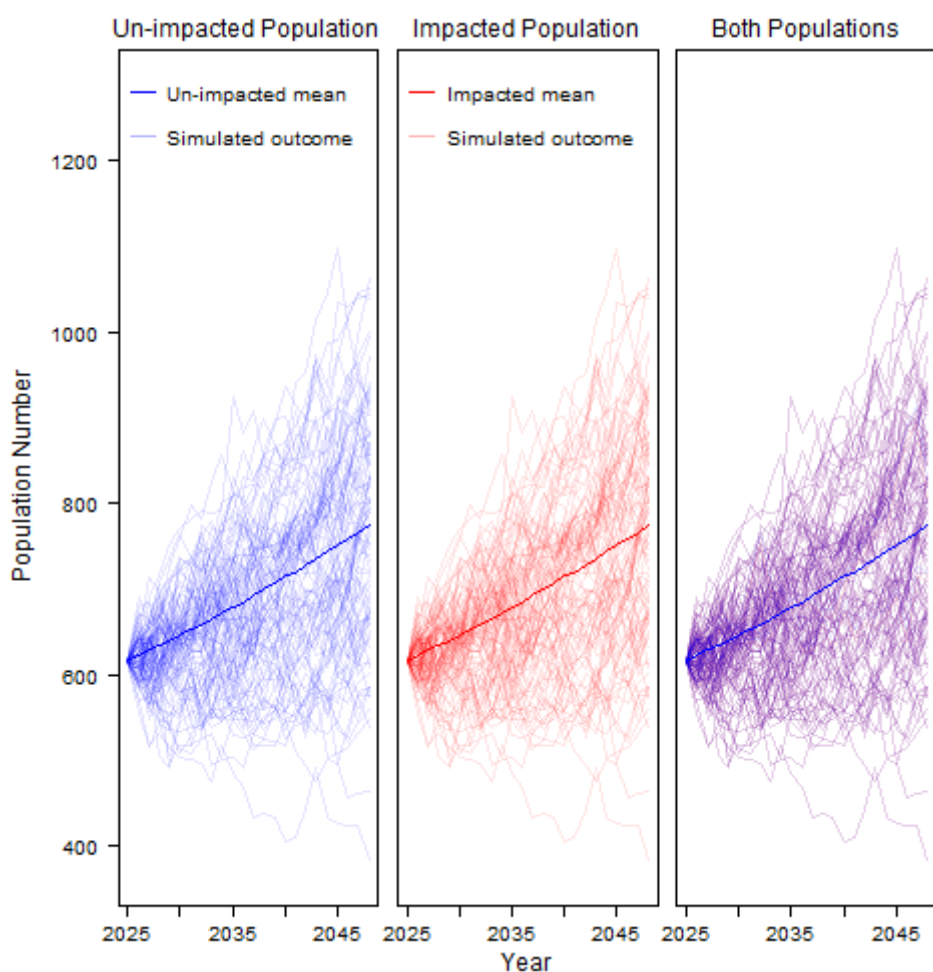 Un-impacted Population Impacted Population Both Populations
Un-impacted mean
Simulated outcome
Impacted mean
Simulated outcome
Population Number
1200
1000
800
600
400
2025 2035 2045 2025 2035 2045 2025 2035 2045
Year